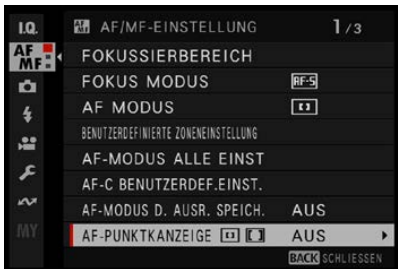 I.Q. AF/MF-EINSTELLUNG 1/3
AF MF FOKUSSIERBEREICH
FOKUS MODUS AF-S
AF MODUS
BENUTZERDEFINIERTE ZONENEINSTELLUNG
AF-MODUS ALLE EINST
AF-C BENUTZERDEF.EINST.
AF-MODUS D. AUSR. SPEICH. AUS
MY AF-PUNKTKANZEIGE AUS
BACK SCHLIESSEN